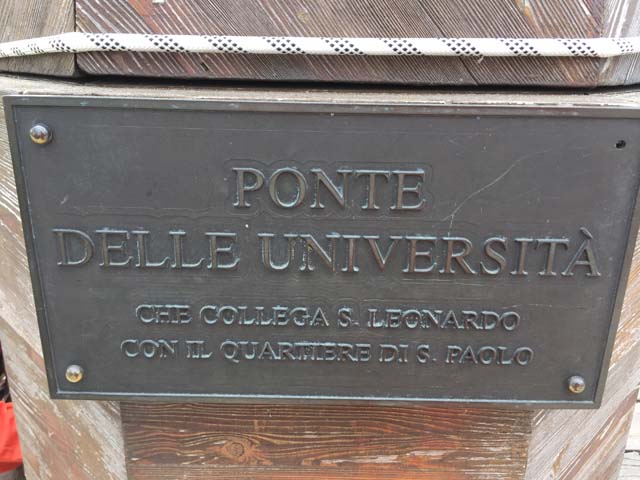 PONTE
DELLE UNIVERSITÀ
CHE COLLEGA S. LEONARDO
CON IL QUARTIERE DI S. PAOLO